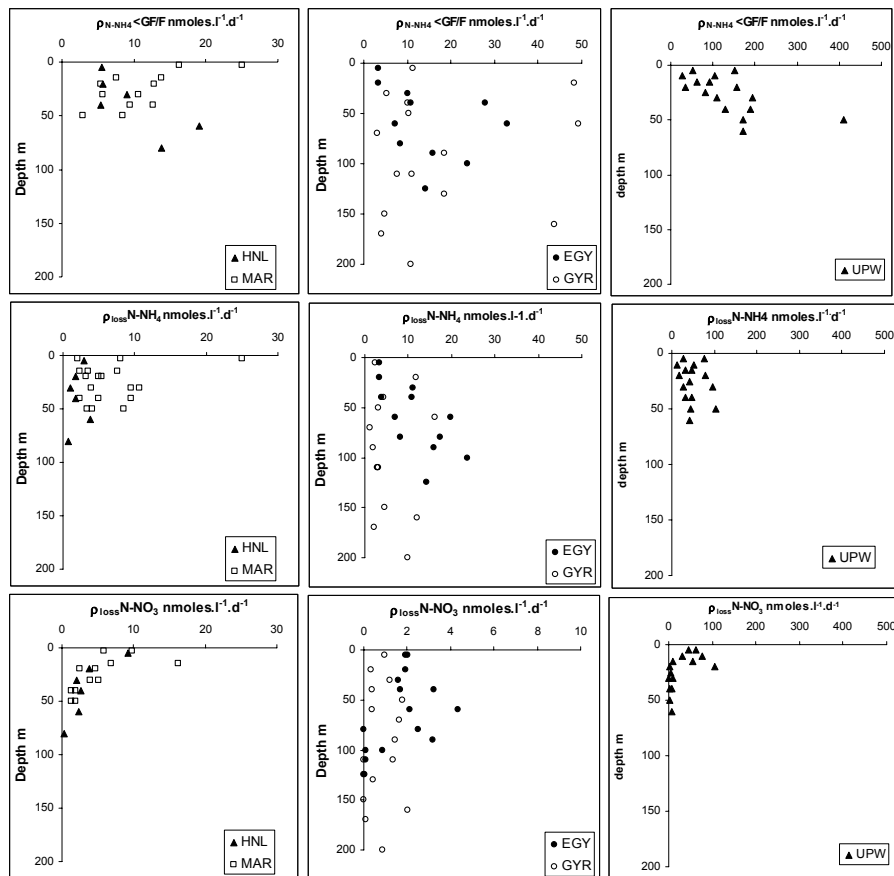 ρN-NH4 <GF/F nmoles.l⁻¹.d⁻¹
0 10 20 30
0
50
100
150
200
Depth m
HNL
MAR
ρN-NH4 <GF/F nmoles.l⁻¹.d⁻¹
0 10 20 30 40 50
0
50
100
150
200
Depth m
EGY
GYR
ρN-NH4 <GF/F nmoles.l⁻¹.d⁻¹
0 100 200 300 400 500
0
50
100
150
200
depth m
UPW
ρlossN-NH4 nmoles.l⁻¹.d⁻¹
0 10 20 30
0
50
100
150
200
Depth m
HNL
MAR
ρlossN-NH4 nmoles.l-1.d⁻¹
0 10 20 30 40 50
0
50
100
150
200
Depth m
EGY
GYR
ρlossN-NH4 nmoles.l⁻¹d⁻¹
0 100 200 300 400 500
0
50
100
150
200
depth m
UPW
ρlossN-NO3 nmoles.l⁻¹.d⁻¹
0 10 20 30
0
50
100
150
200
Depth m
HNL
MAR
ρlossN-NO3 nmoles.l⁻¹.d⁻¹
0 2 4 6 8 10
0
50
100
150
200
Depth m
EGY
GYR
ρlossN-NO3 nmoles.l⁻¹.d⁻¹
0 100 200 300 400 500
0
50
100
150
200
depth m
UPW